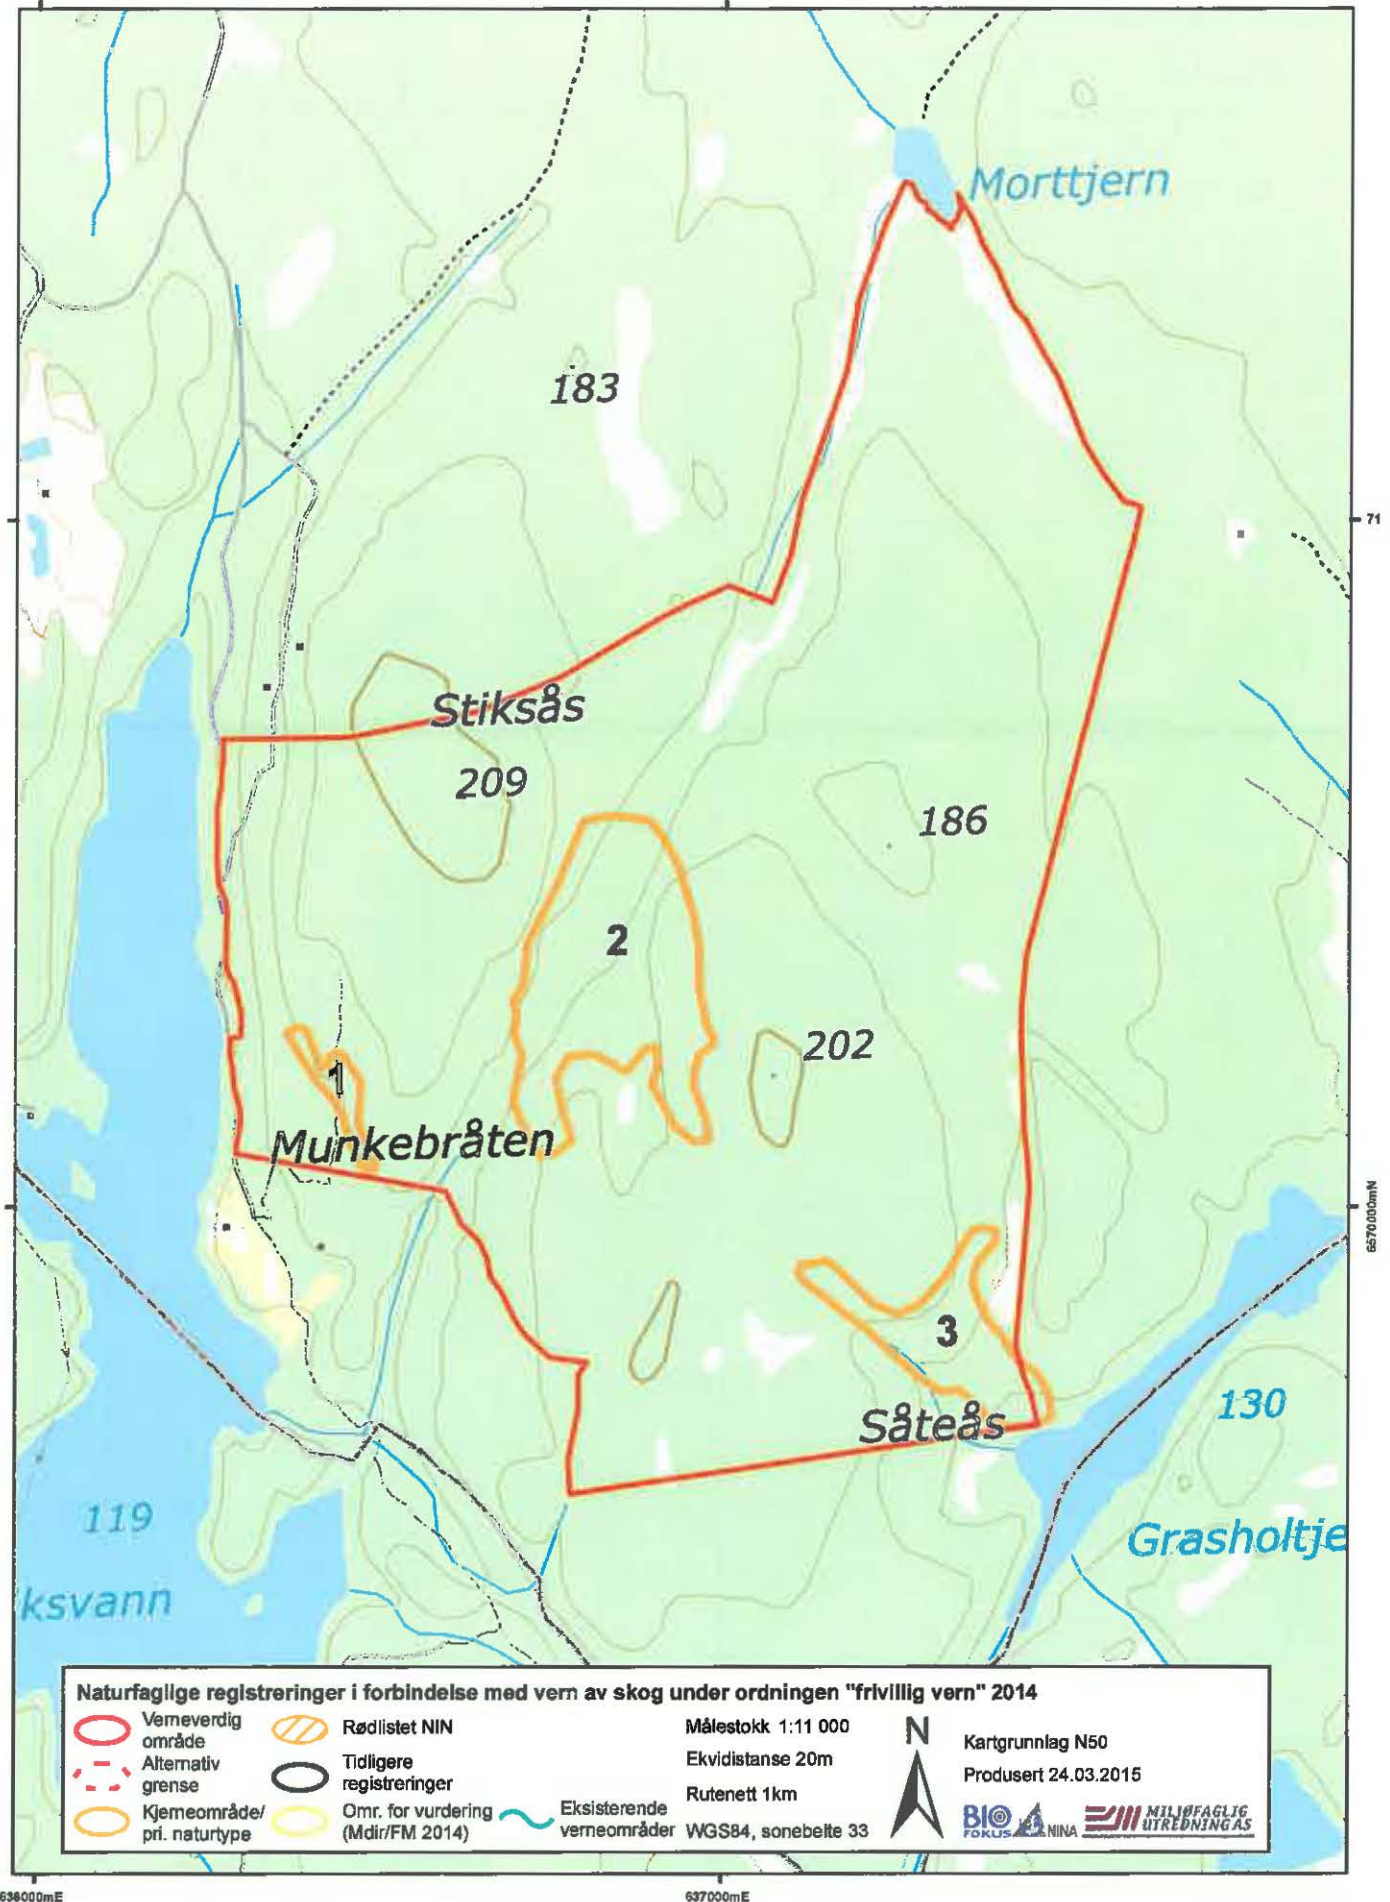 Morttjern
183
71
Stiksås
209
186
2
202
1
Munkebråten
6670000mN
3
130
Såteås
119
Grasholtje
ksvann
Naturfaglige registreringer i forbindelse med vern av skog under ordningen "frivillig vern" 2014
Verneverdig
område
Alternativ
grense
Kjerneområde/
pri. naturtype
Rødlistet NIN
Tidligere
registreringer
Omr. for vurdering
(Mdir/FM 2014)
Eksisterende
verneområder
Målestokk 1:11 000
Ekvidistanse 20m
Rutenett 1km
WGS84, sonebelte 33
N
Kartgrunnlag N50
Produsert 24.03.2015
BIO
FOKUS
NINA
MILJØFAGLIG
UTREDNING AS
636000mE
637000mE